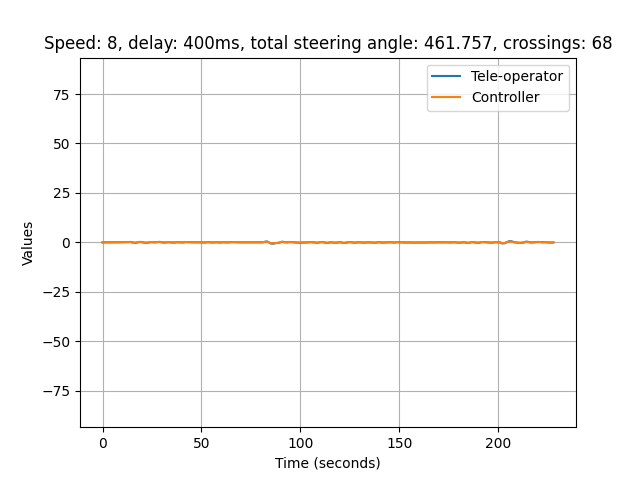 Speed: 8, delay: 400ms, total steering angle: 461.757, crossings: 68
Tele-operator
Controller
75
50
25
0
−25
−50
−75
Values
0 50 100 150 200
Time (seconds)